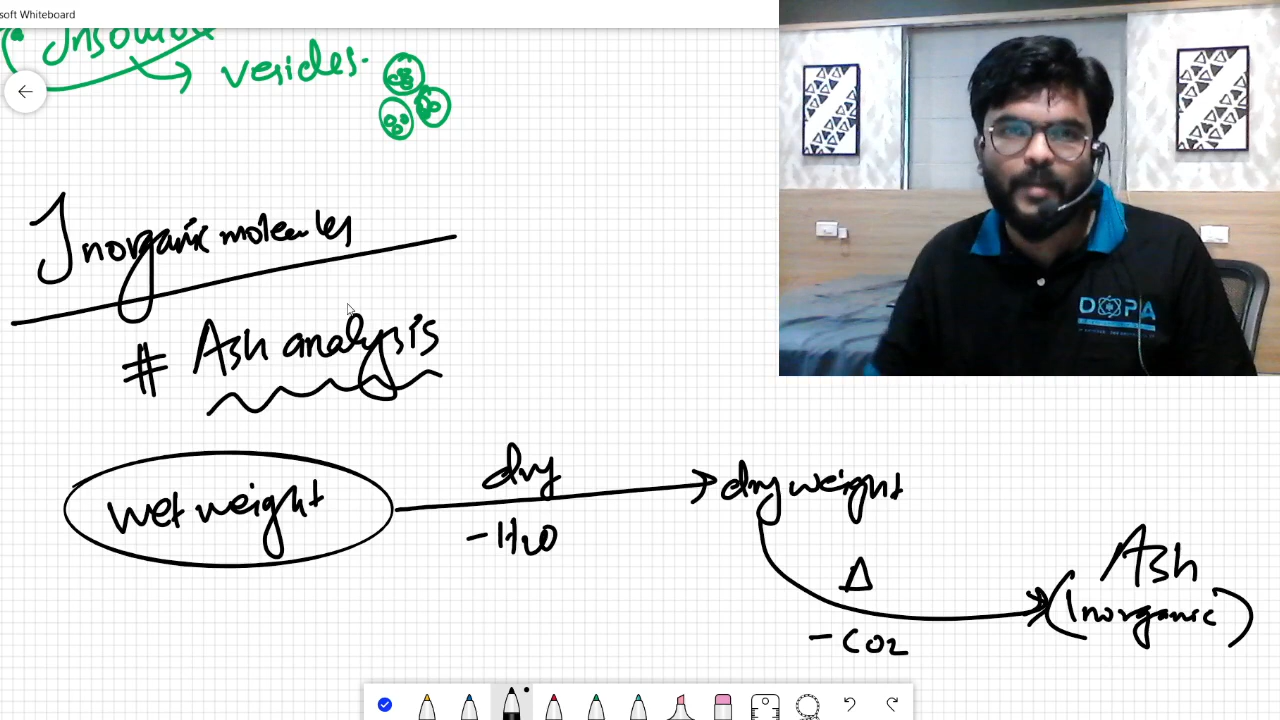 soft Whiteboard
vesicles.
Inorganic molecules
# Ash analysis
wet weight
dry
-H2O
dry weight
Δ
-CO2
Ash
(Inorganic)
DOPA